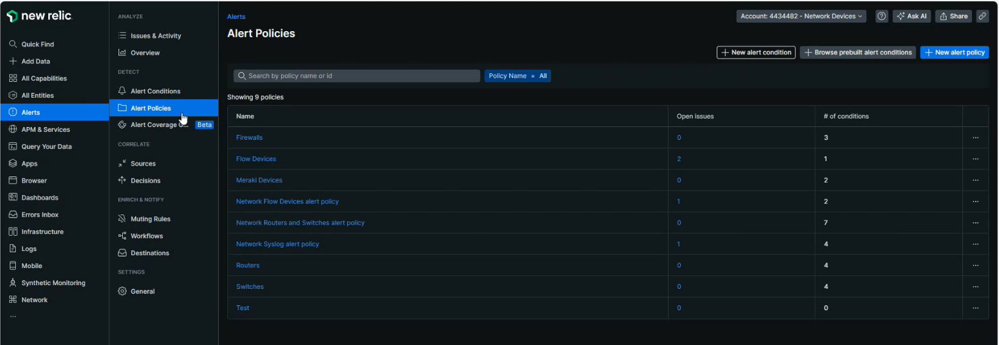 new relic
Quick Find
Add Data
All Capabilities
All Entities
Alerts
APM & Services
Query Your Data
Apps
Browser
Dashboards
Errors Inbox
Infrastructure
Logs
Mobile
Synthetic Monitoring
Network
...
ANALYZE
Issues & Activity
Overview
DETECT
Alert Conditions
Alert Policies
Alert Coverage G... Beta
CORRELATE
Sources
Decisions
ENRICH & NOTIFY
Muting Rules
Workflows
Destinations
SETTINGS
General
Alerts
Account: 4434482 - Network Devices
Ask AI
Share
Alert Policies
New alert condition
Browse prebuilt alert conditions
New alert policy
Search by policy name or id
Policy Name = All
Showing 9 policies
Name Open issues # of conditions
Firewalls 0 3 ...
Flow Devices 2 1 ...
Meraki Devices 0 2 ...
Network Flow Devices alert policy 1 2 ...
Network Routers and Switches alert policy 0 7 ...
Network Syslog alert policy 1 4 ...
Routers 0 4 ...
Switches 0 4 ...
Test 0 0 ...